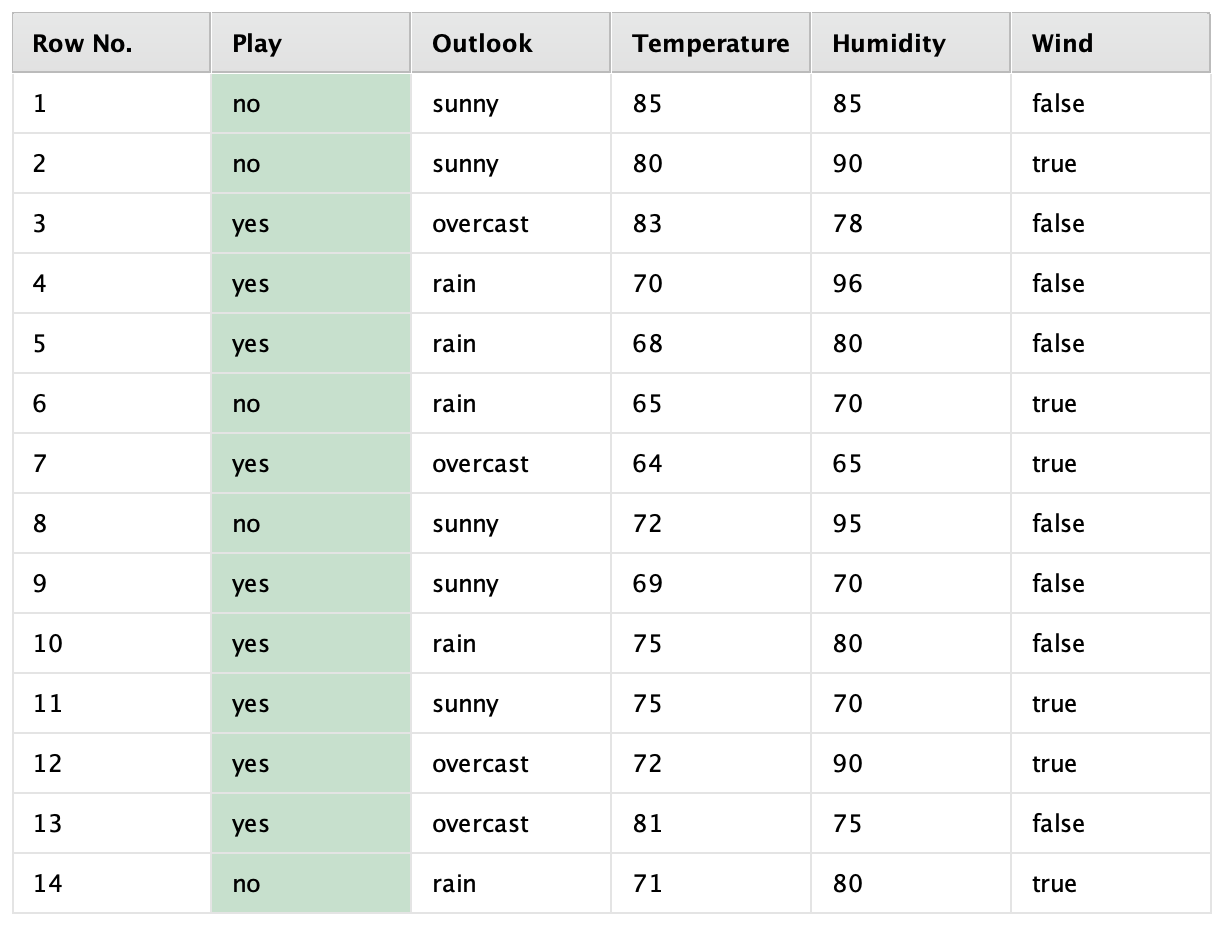 Row No. Play Outlook Temperature Humidity Wind
1 no sunny 85 85 false
2 no sunny 80 90 true
3 yes overcast 83 78 false
4 yes rain 70 96 false
5 yes rain 68 80 false
6 no rain 65 70 true
7 yes overcast 64 65 true
8 no sunny 72 95 false
9 yes sunny 69 70 false
10 yes rain 75 80 false
11 yes sunny 75 70 true
12 yes overcast 72 90 true
13 yes overcast 81 75 false
14 no rain 71 80 true